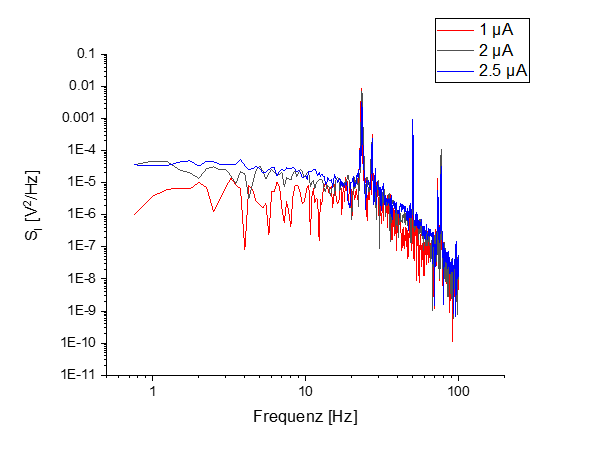 1 µA
2 µA
2.5 µA
0.1
0.01
0.001
1E-4
1E-5
1E-6
1E-7
1E-8
1E-9
1E-10
1E-11
S_I [V²/Hz]
1
10
100
Frequenz [Hz]